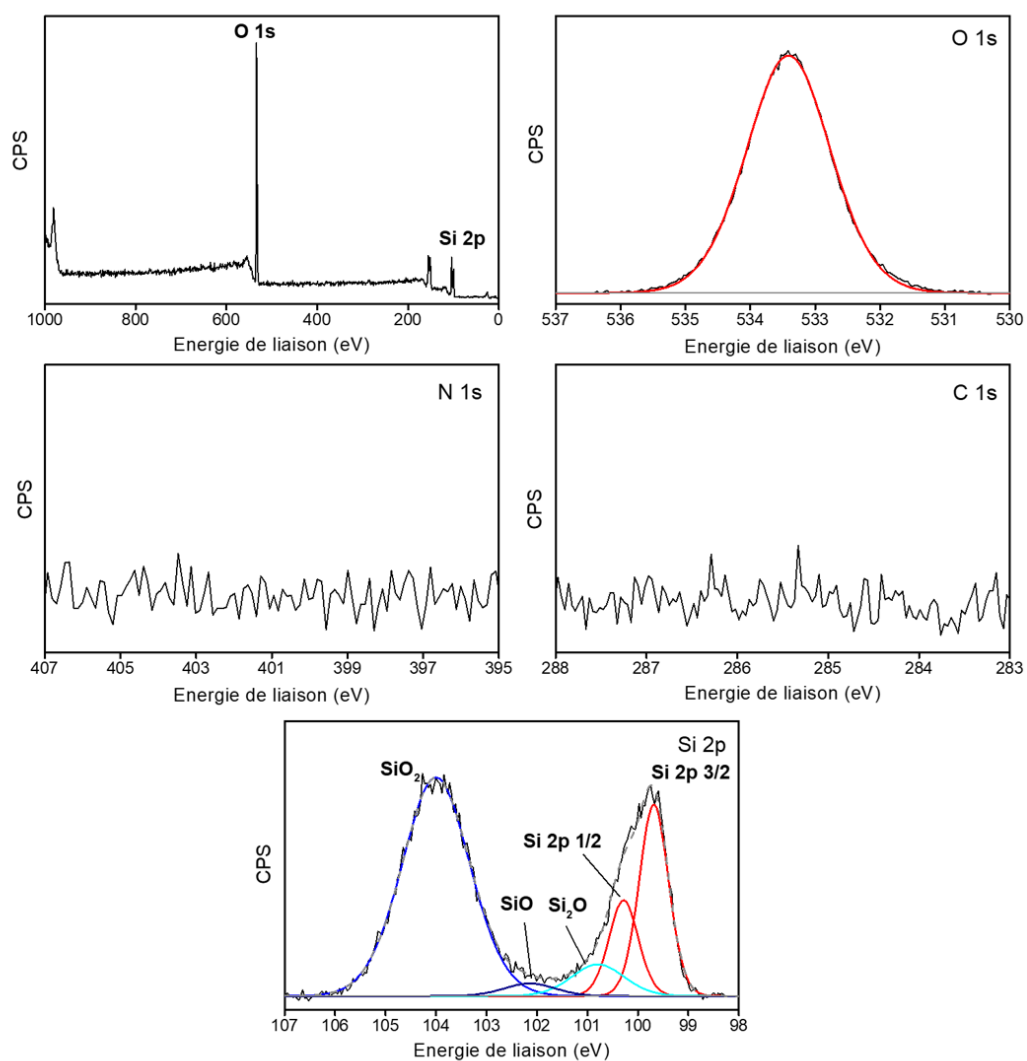 O 1s
Si 2p
CPS
1000 800 600 400 200 0
Energie de liaison (eV)
O 1s
CPS
537 536 535 534 533 532 531 530
Energie de liaison (eV)
N 1s
CPS
407 405 403 401 399 397 395
Energie de liaison (eV)
C 1s
CPS
288 287 286 285 284 283
Energie de liaison (eV)
Si 2p
SiO₂
Si 2p 3/2
Si 2p 1/2
SiO
Si₂O
CPS
107 106 105 104 103 102 101 100 99 98
Energie de liaison (eV)